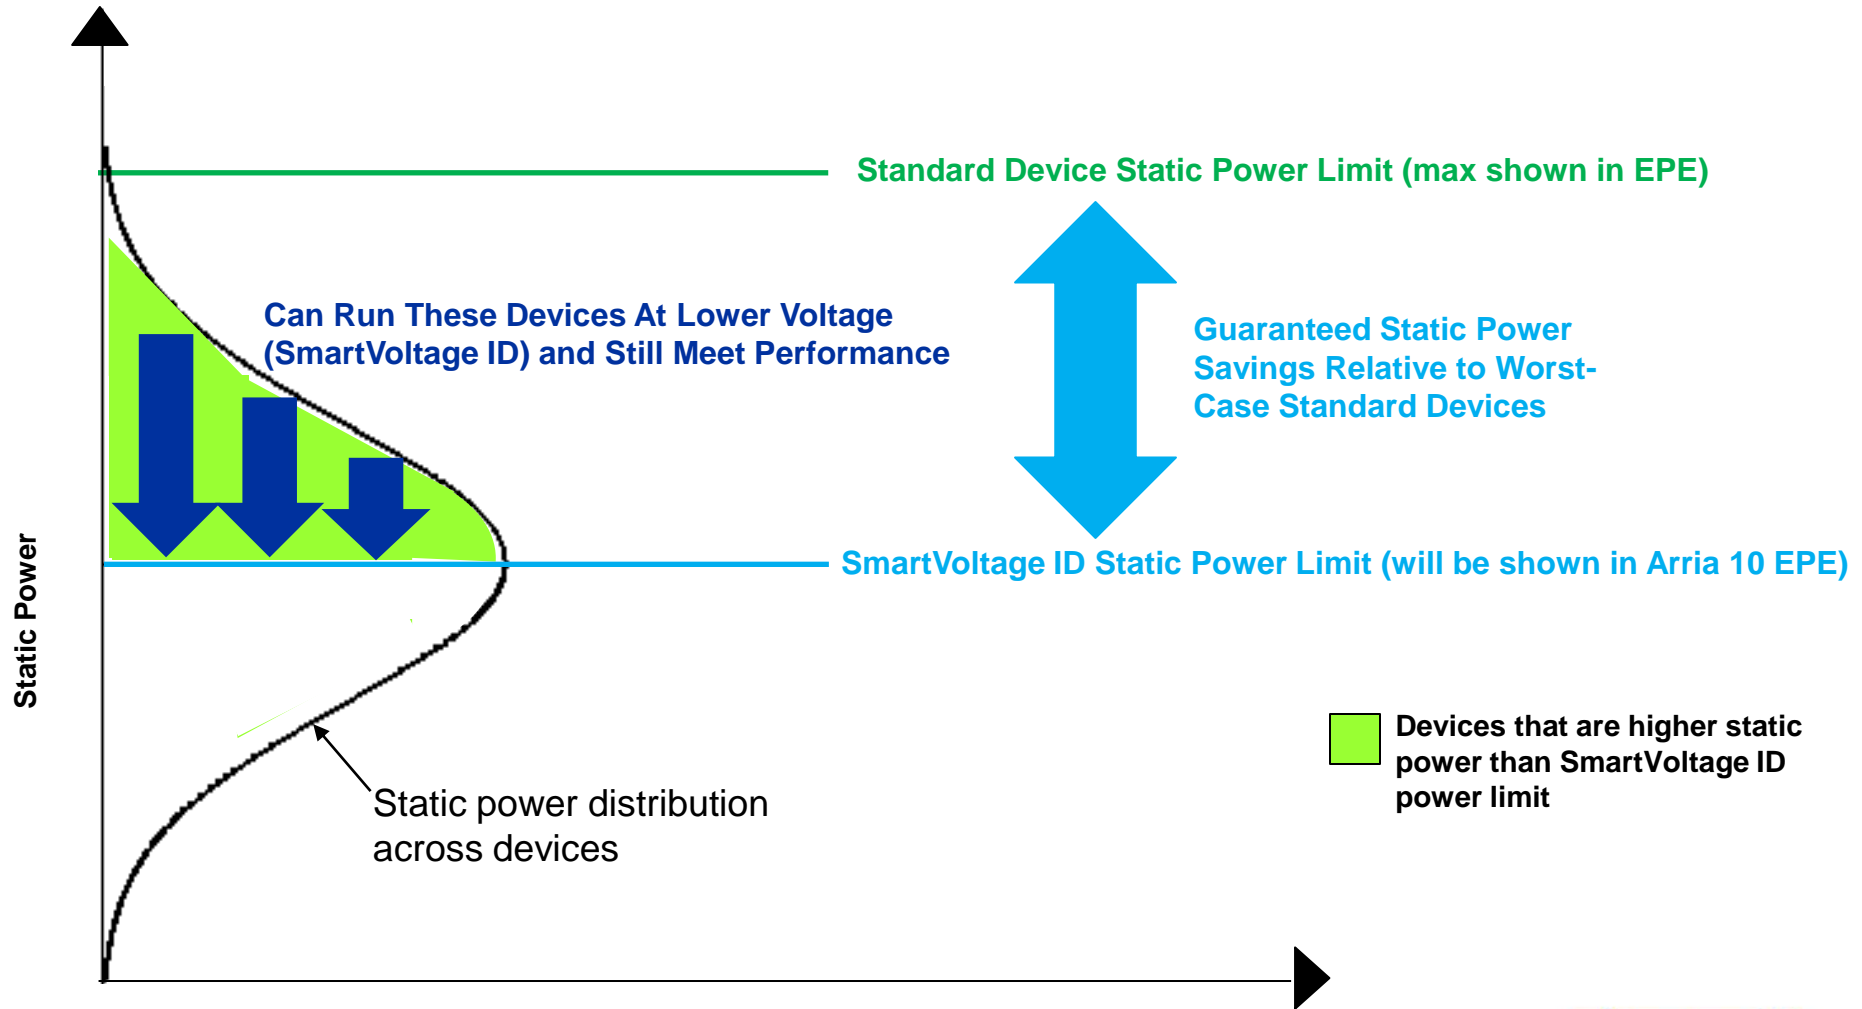 Standard Device Static Power Limit (max shown in EPE)
Can Run These Devices At Lower Voltage
(SmartVoltage ID) and Still Meet Performance
Guaranteed Static Power
Savings Relative to Worst-
Case Standard Devices
SmartVoltage ID Static Power Limit (will be shown in Arria 10 EPE)
Static Power
Devices that are higher static
power than SmartVoltage ID
power limit
Static power distribution
across devices